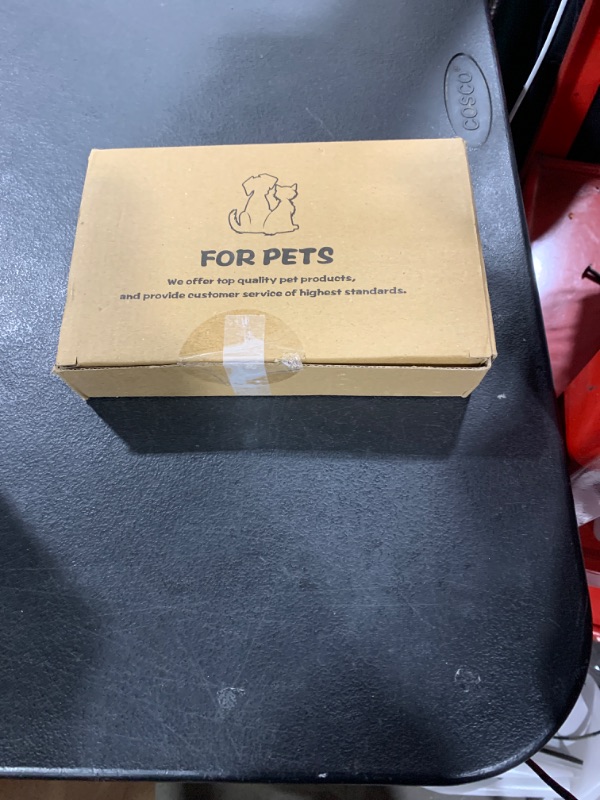 COSCO
FOR PETS
We offer top quality pet products,
and provide customer service of highest standards.